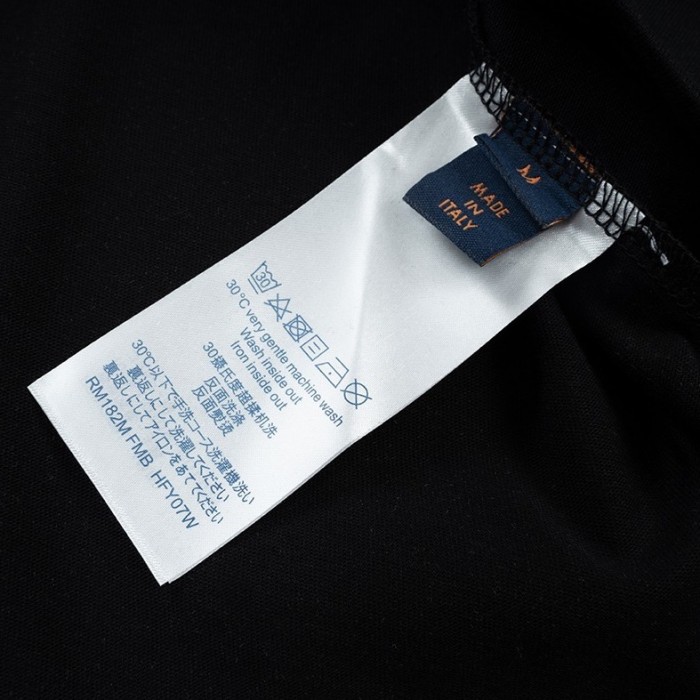 M
MADE
IN
ITALY
30
30°C very gentle machine wash
Wash inside out
Iron inside out
30摄氏度超揉机洗
反面洗涤
反面熨烫
30℃以下で手洗コース洗濯機洗い
裏返しにして洗濯してください
裏返しにしてアイロンをあててください
RM182M FMB HFY07W